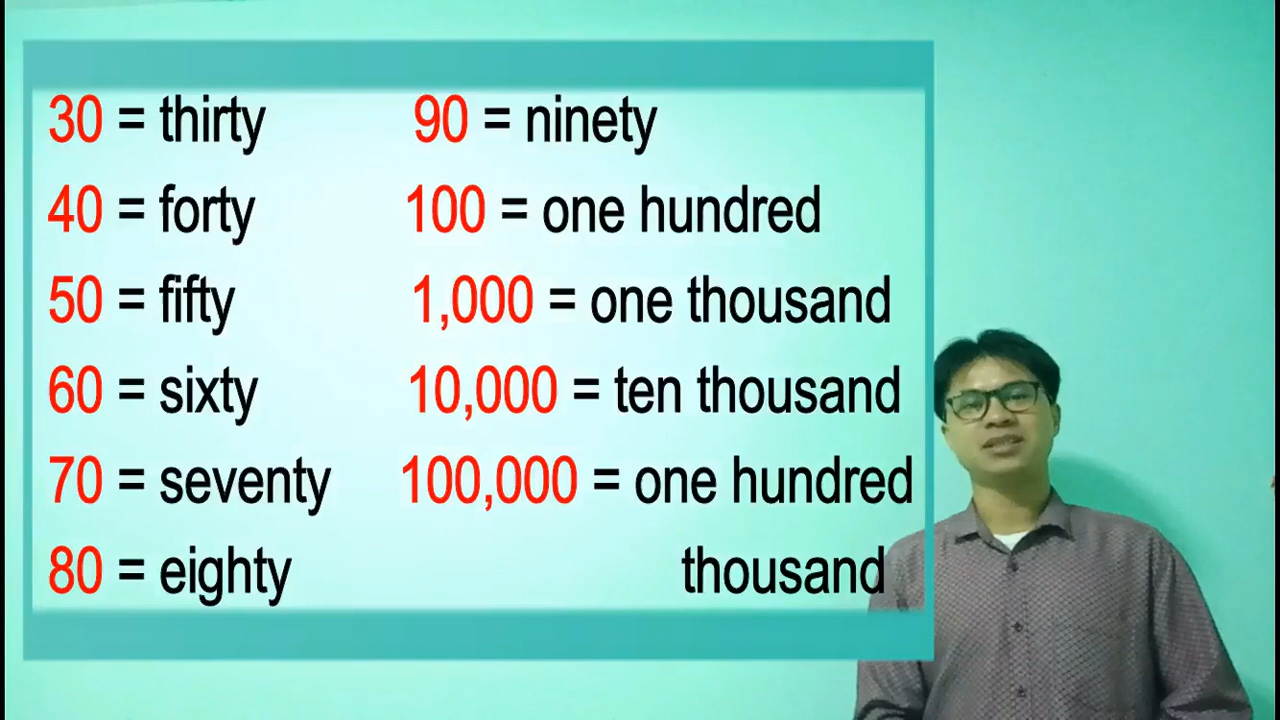 30 = thirty
40 = forty
50 = fifty
60 = sixty
70 = seventy
80 = eighty
90 = ninety
100 = one hundred
1,000 = one thousand
10,000 = ten thousand
100,000 = one hundred
thousand